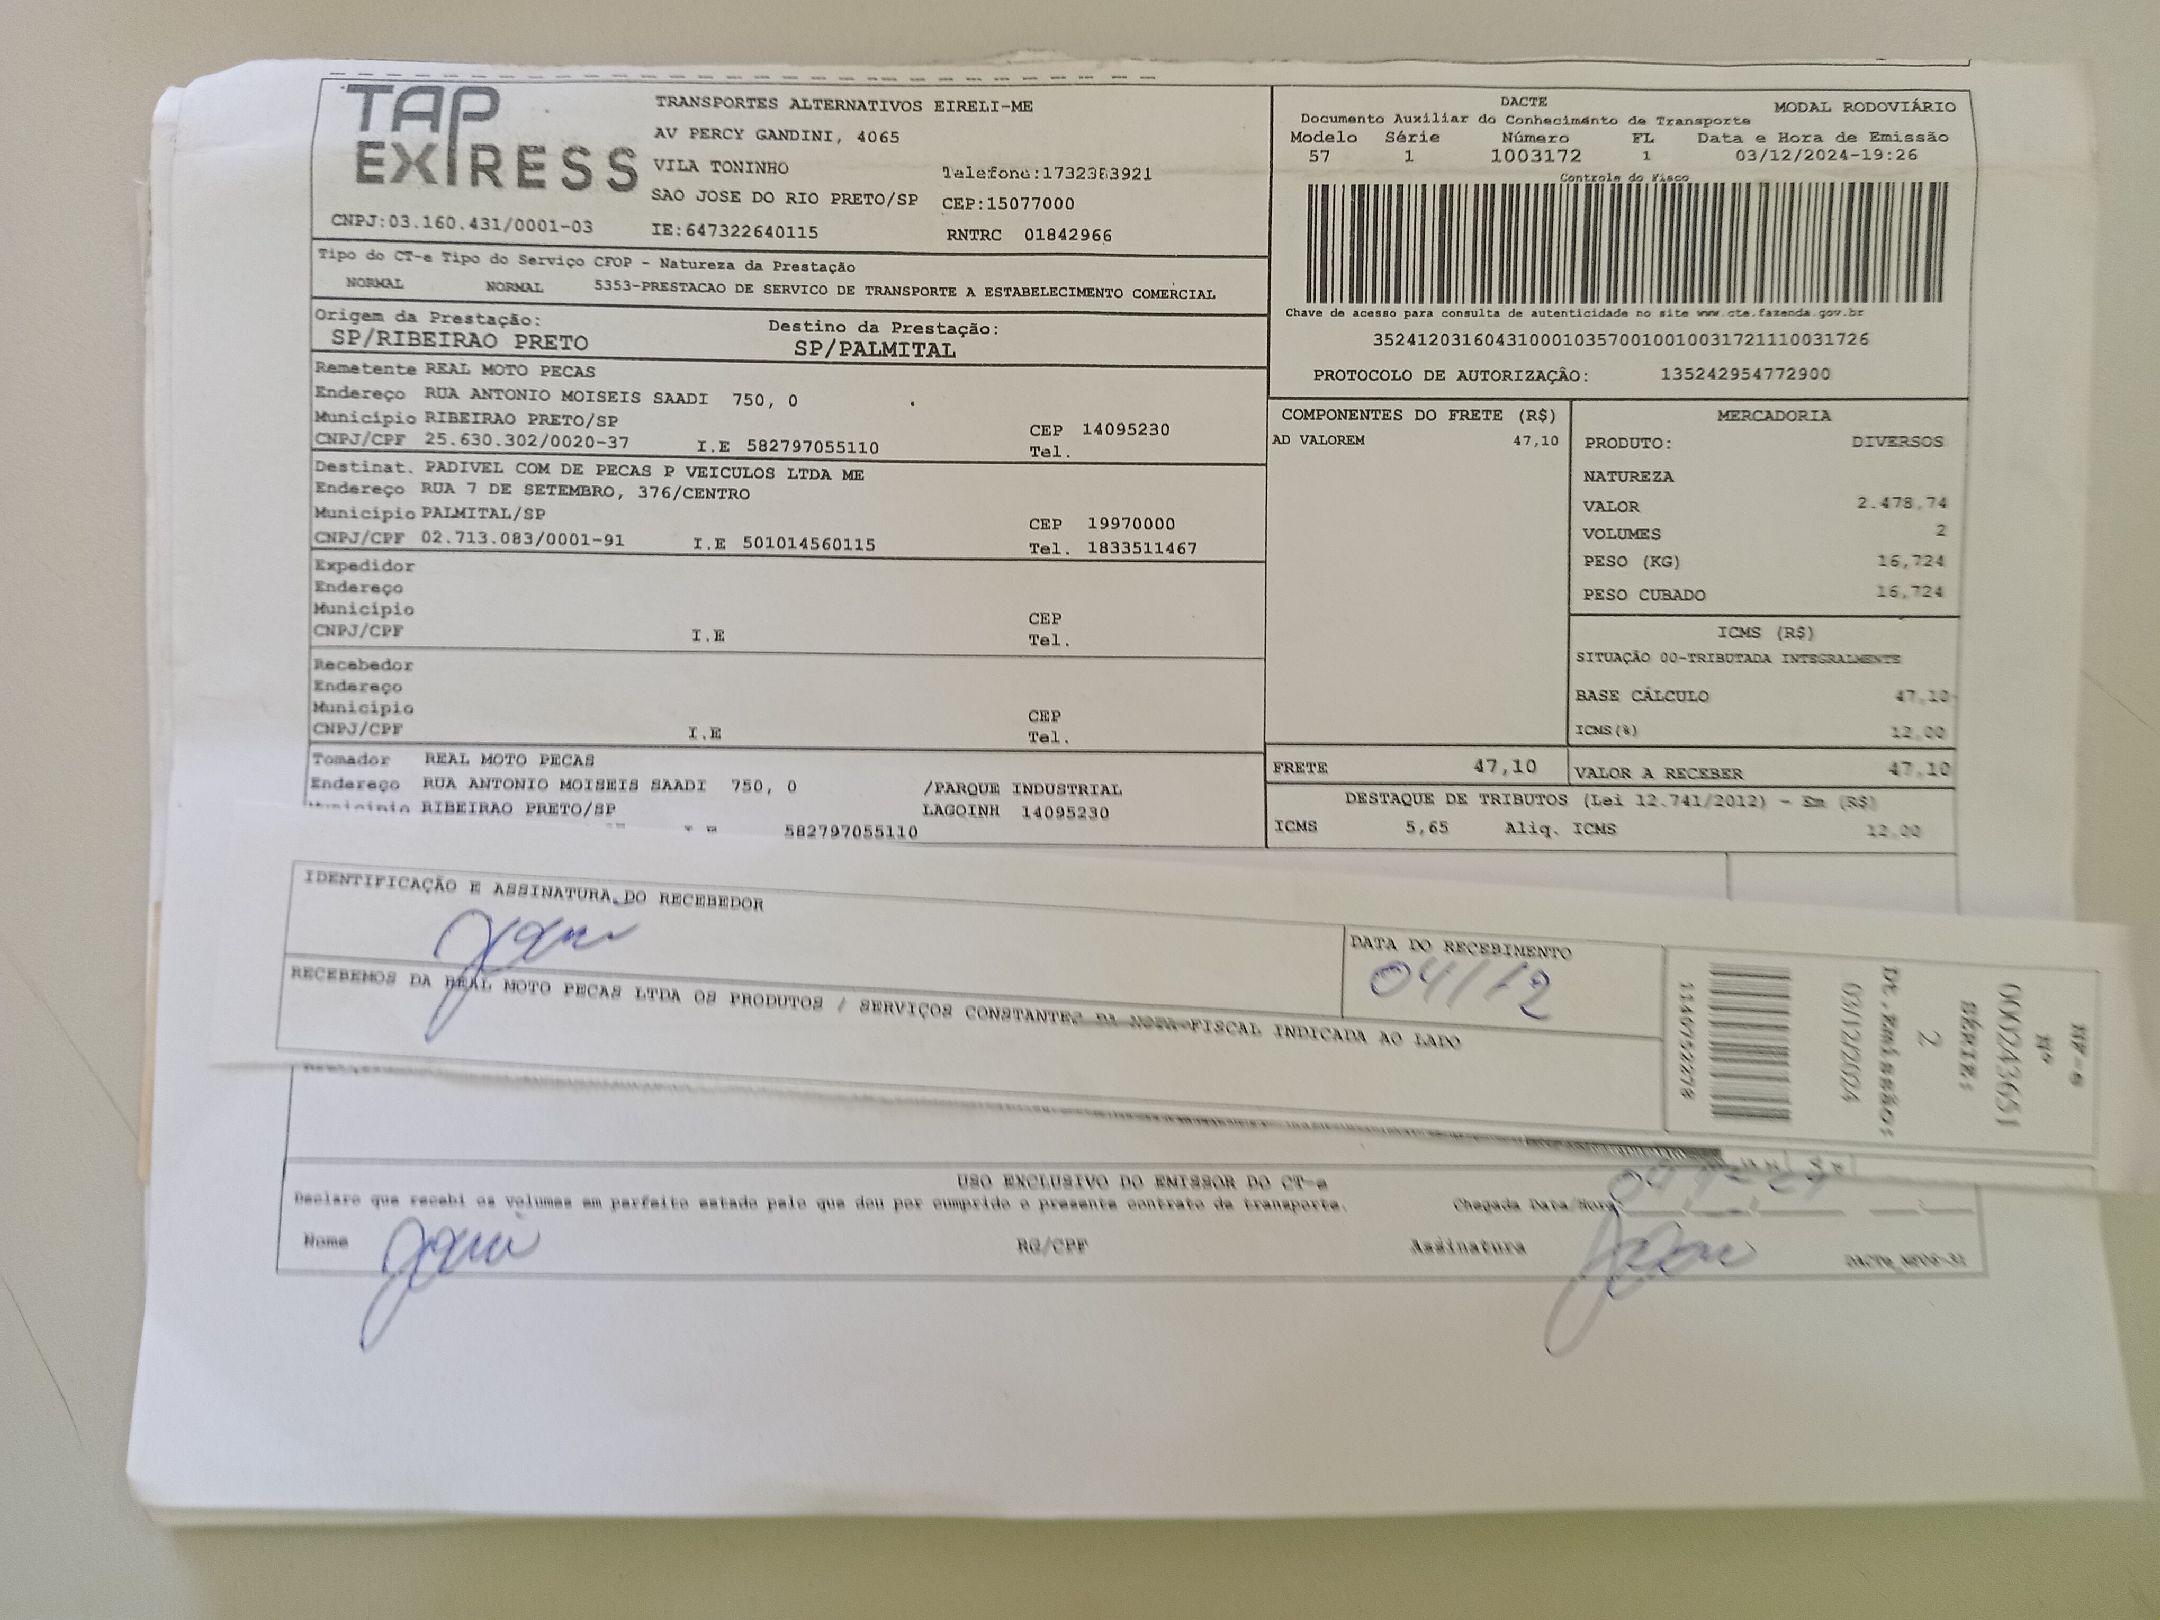 TAP
EXPRESS
TRANSPORTES ALTERNATIVOS EIRELI-ME
AV PERCY GANDINI, 4065
VILA TONINHO Telefone:1732383921
SAO JOSE DO RIO PRETO/SP CEP:15077000
CNPJ:03.160.431/0001-03 IE:647322640115 RNTRC 01842966
DACTE MODAL RODOVIÁRIO
Documento Auxiliar do Conhecimento de Transporte
Modelo Série Número FL Data e Hora de Emissão
57 1 1003172 1 03/12/2024-19:26
Controle do Fisco
Chave de acesso para consulta de autenticidade no site www.cte.fazenda.gov.br
35241203160431000103570010010031721110031726
PROTOCOLO DE AUTORIZAÇÃO: 135242954772900
Tipo do CT-e Tipo do Serviço CFOP - Natureza da Prestação
NORMAL NORMAL 5353-PRESTACAO DE SERVICO DE TRANSPORTE A ESTABELECIMENTO COMERCIAL
Origem da Prestação: Destino da Prestação:
SP/RIBEIRAO PRETO SP/PALMITAL
Remetente REAL MOTO PECAS
Endereço RUA ANTONIO MOISEIS SAADI 750, 0
Município RIBEIRAO PRETO/SP CEP 14095230
CNPJ/CPF 25.630.302/0020-37 I.E 582797055110 Tel.
Destinat. PADIVEL COM DE PECAS P VEICULOS LTDA ME
Endereço RUA 7 DE SETEMBRO, 376/CENTRO
Município PALMITAL/SP CEP 19970000
CNPJ/CPF 02.713.083/0001-91 I.E 501014560115 Tel. 1833511467
Expedidor
Endereço
Município CEP
CNPJ/CPF I.E Tel.
Recebedor
Endereço
Município CEP
CNPJ/CPF I.E Tel.
Tomador REAL MOTO PECAS
Endereço RUA ANTONIO MOISEIS SAADI 750, 0 /PARQUE INDUSTRIAL
Município RIBEIRAO PRETO/SP LAGOINH 14095230
582797055110
COMPONENTES DO FRETE (R$)
AD VALOREM 47,10
FRETE 47,10
MERCADORIA
PRODUTO: DIVERSOS
NATUREZA
VALOR 2.478,74
VOLUMES 2
PESO (KG) 16,724
PESO CUBADO 16,724
ICMS (R$)
SITUAÇÃO 00-TRIBUTADA INTEGRALMENTE
BASE CÁLCULO 47,10
ICMS(%) 12,00
VALOR A RECEBER 47,10
DESTAQUE DE TRIBUTOS (Lei 12.741/2012) - Em (R$)
ICMS 5,65 Aliq. ICMS 12.00
IDENTIFICAÇÃO E ASSINATURA DO RECEBEDOR
DATA DO RECEBIMENTO
04/12
RECEBEMOS DA REAL MOTO PECAS LTDA OS PRODUTOS / SERVIÇOS CONSTANTES DA NOTA FISCAL INDICADA AO LADO
NF-e
Nº
000243651
SÉRIE:
2
Dt.Emissão:
03/12/2024
USO EXCLUSIVO DO EMISSOR DO CT-e
Declaro que recebi os volumes em perfeito estado pelo que dou por cumprido o presente contrato de transporte. Chegada Data/Hora
Nome RG/CPF Assinatura